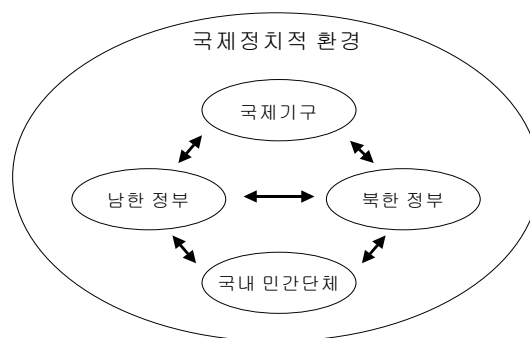 국제정치적 환경
국제기구
남한 정부
북한 정부
국내 민간단체